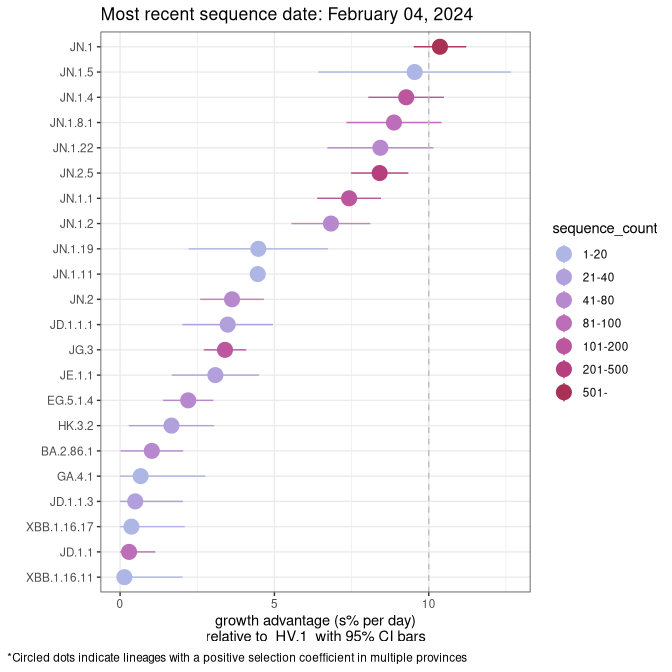 Most recent sequence date: February 04, 2024
JN.1
JN.1.5
JN.1.4
JN.1.8.1
JN.1.22
JN.2.5
JN.1.1
JN.1.2
JN.1.19
JN.1.11
JN.2
JD.1.1.1
JG.3
JE.1.1
EG.5.1.4
HK.3.2
BA.2.86.1
GA.4.1
JD.1.1.3
XBB.1.16.17
JD.1.1
XBB.1.16.11
0 5 10
growth advantage (s% per day)
relative to HV.1 with 95% CI bars
sequence_count
1-20
21-40
41-80
81-100
101-200
201-500
501-
*Circled dots indicate lineages with a positive selection coefficient in multiple provinces